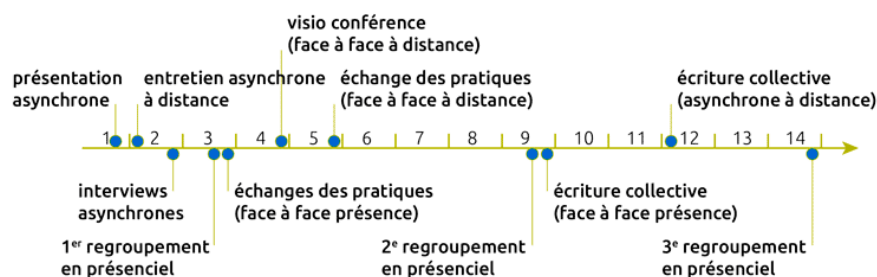 visio conférence
(face à face à distance)
présentation
asynchrone
entretien asynchrone
à distance
échange des pratiques
(face à face à distance)
écriture collective
(asynchrone à distance)
1 2 3 4 5 6 7 8 9 10 11 12 13 14
interviews
asynchrones
échanges des pratiques
(face à face présence)
écriture collective
(face à face présence)
1er regroupement
en présenciel
2e regroupement
en présenciel
3e regroupement
en présenciel